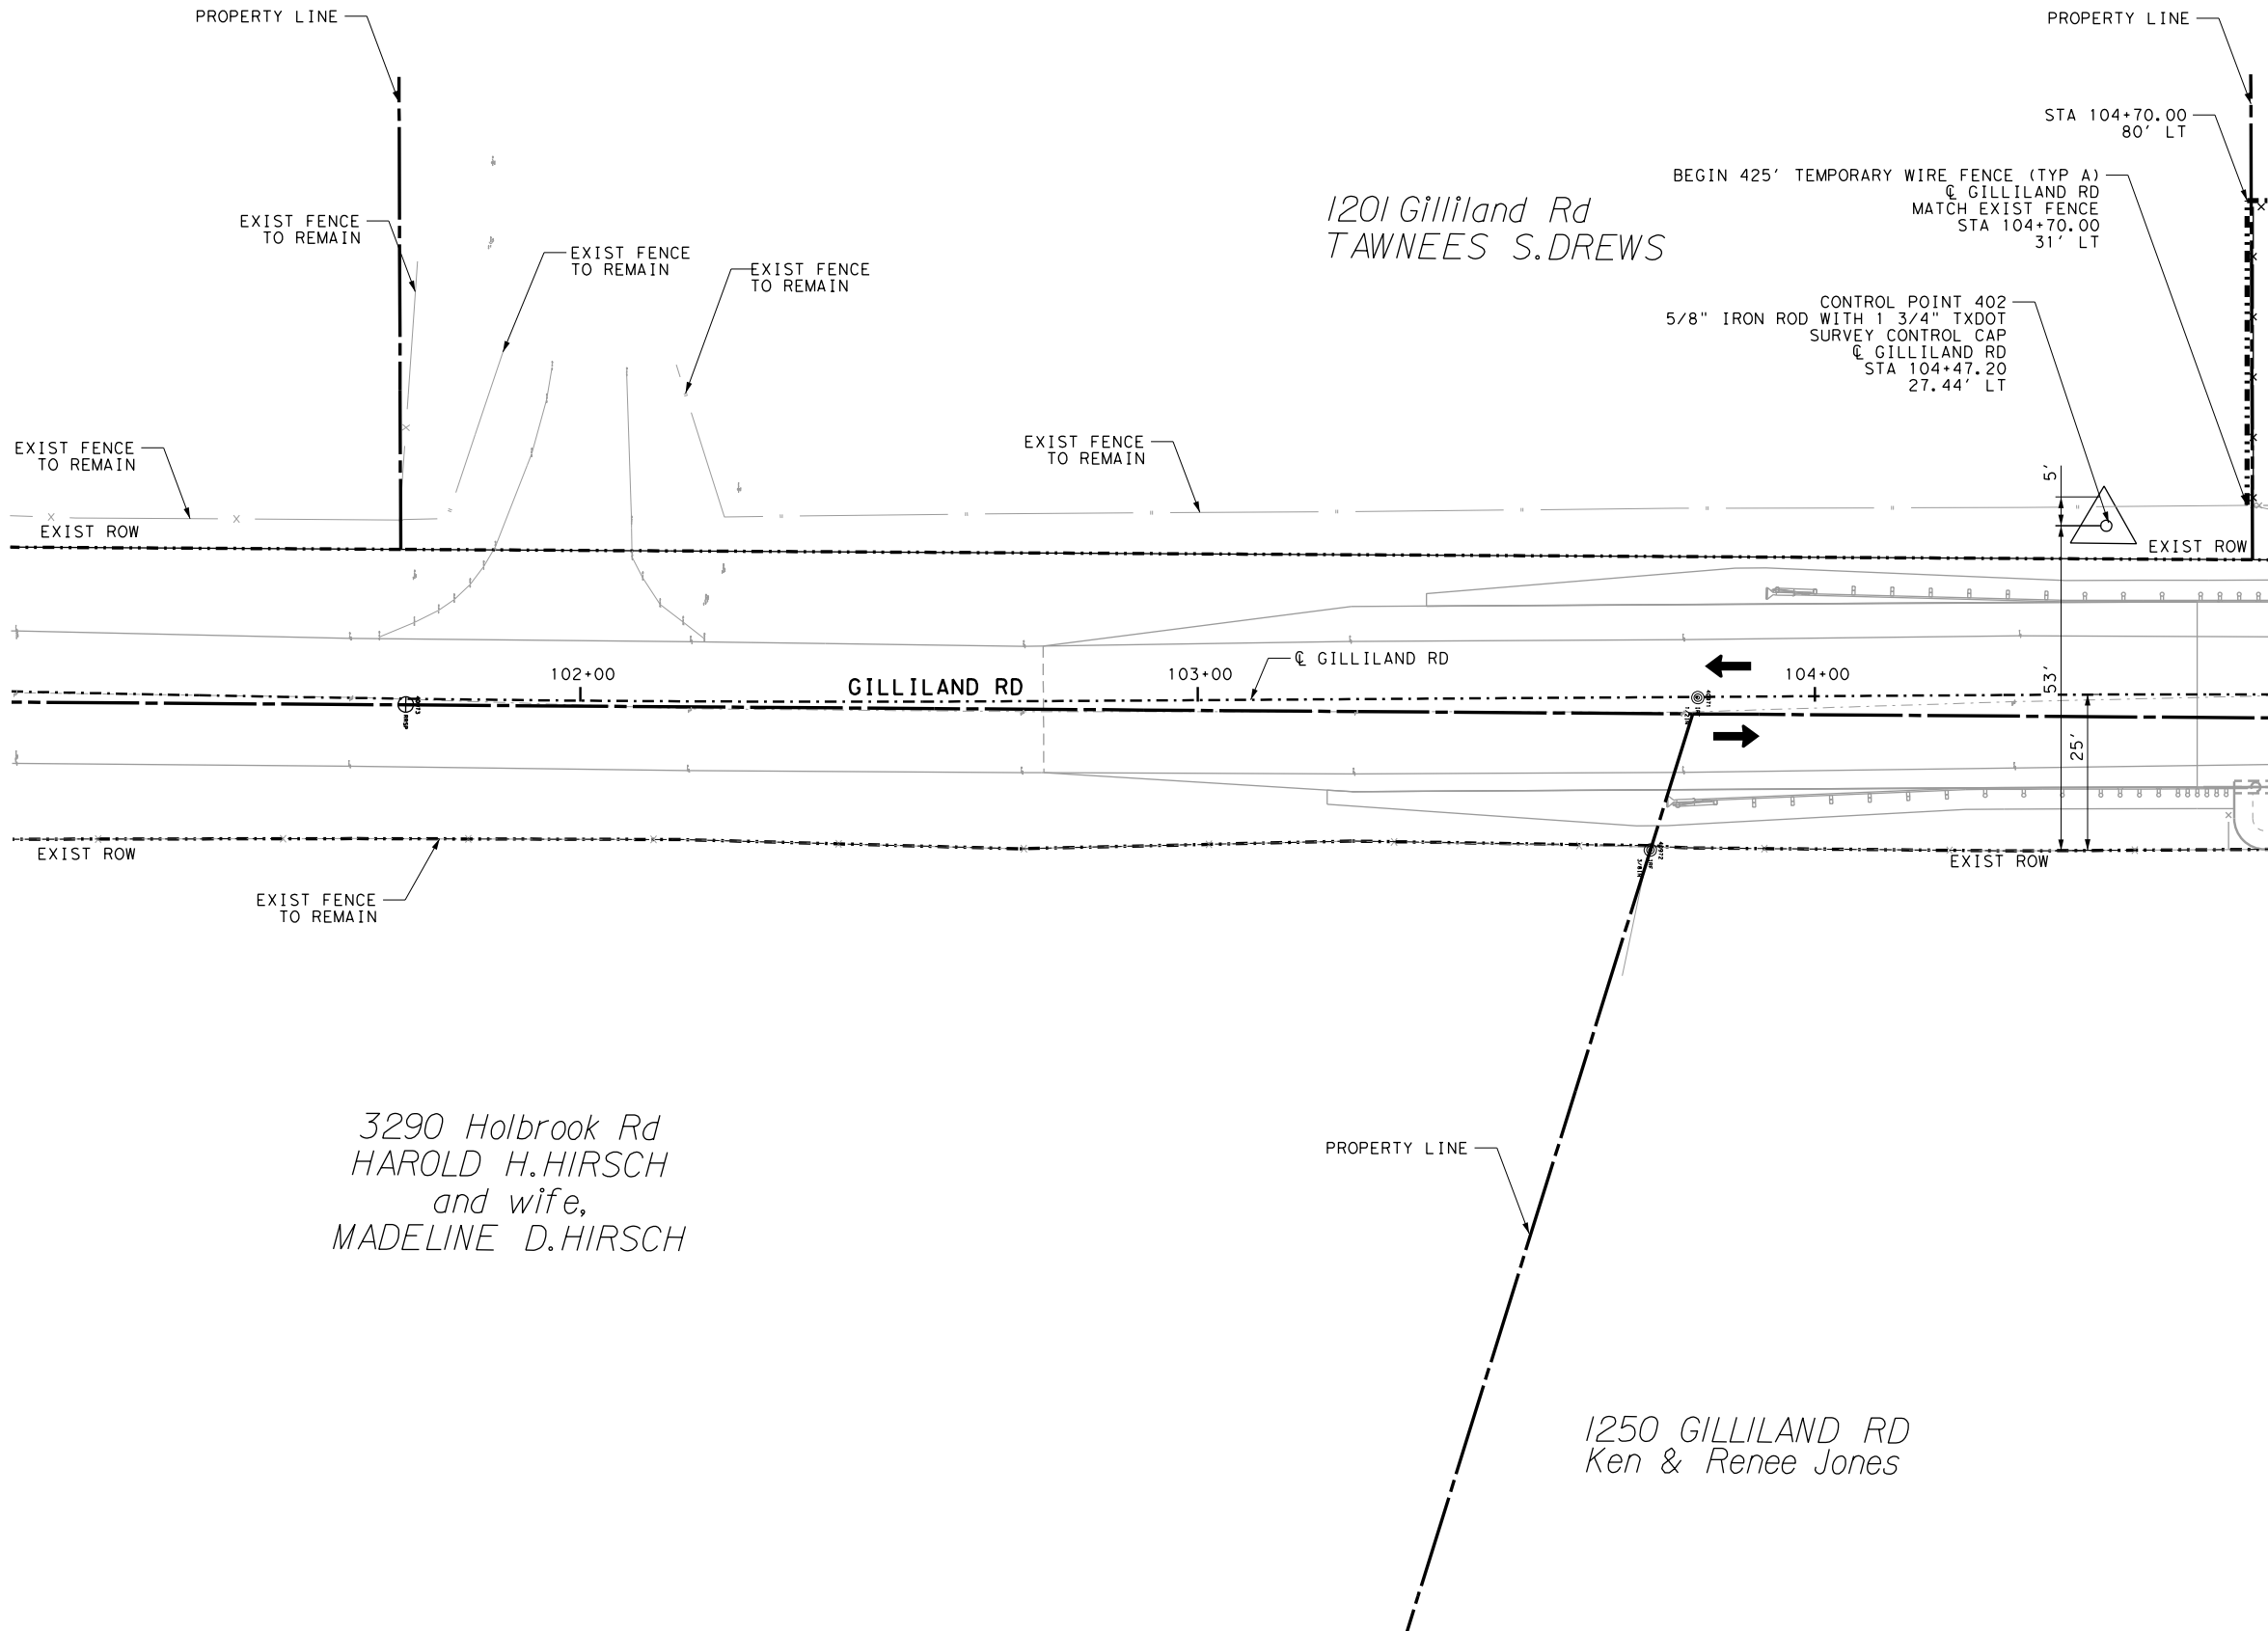 PROPERTY LINE
PROPERTY LINE
STA 104+70.00
80' LT
BEGIN 425' TEMPORARY WIRE FENCE (TYP A)
℄ GILLILAND RD
MATCH EXIST FENCE
STA 104+70.00
31' LT
1201 Gilliland Rd
TAWNEES S. DREWS
EXIST FENCE
TO REMAIN
EXIST FENCE
TO REMAIN
EXIST FENCE
TO REMAIN
CONTROL POINT 402
5/8" IRON ROD WITH 1 3/4" TXDOT
SURVEY CONTROL CAP
℄ GILLILAND RD
STA 104+47.20
27.44' LT
EXIST FENCE
TO REMAIN
EXIST FENCE
TO REMAIN
5'
EXIST ROW
EXIST ROW
102+00
GILLILAND RD
103+00
℄ GILLILAND RD
104+00
53'
25'
EXIST ROW
EXIST ROW
EXIST FENCE
TO REMAIN
3290 Holbrook Rd
HAROLD H. HIRSCH
and wife,
MADELINE D. HIRSCH
PROPERTY LINE
1250 GILLILAND RD
Ken & Renee Jones